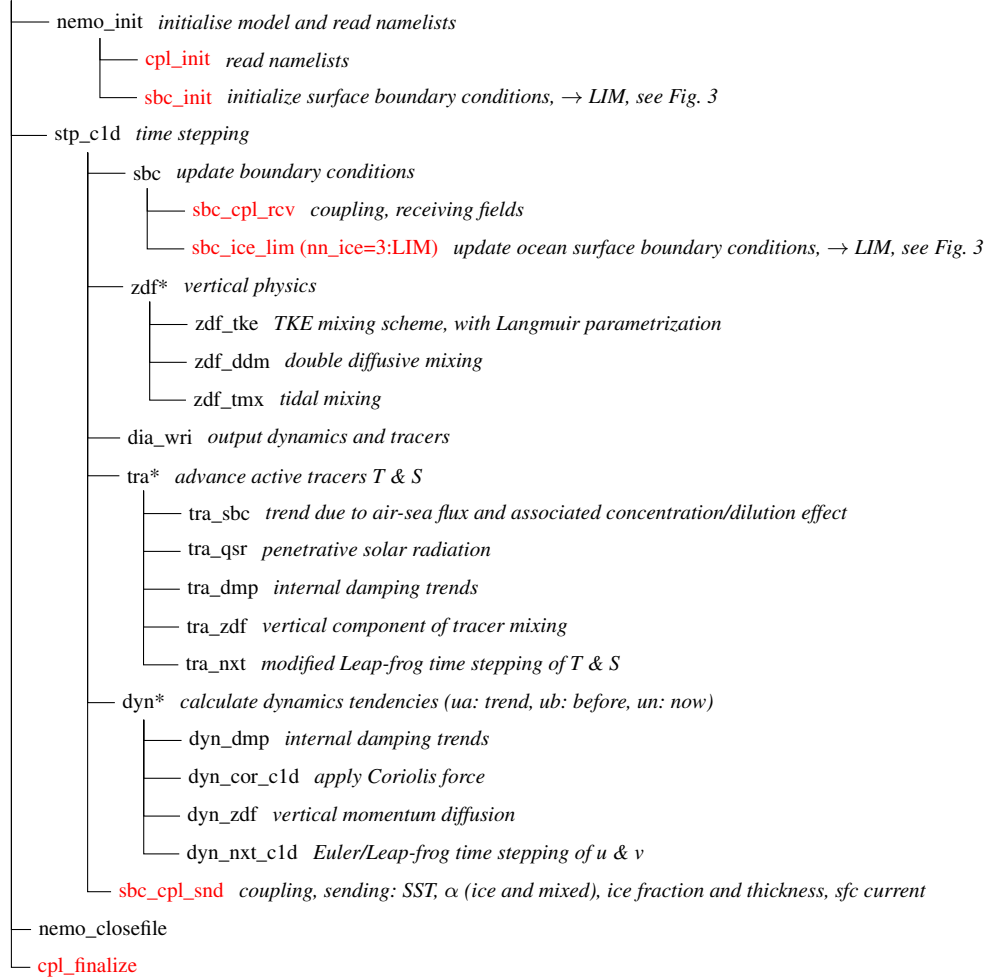 nemo_init initialise model and read namelists
cpl_init read namelists
sbc_init initialize surface boundary conditions, → LIM, see Fig. 3
stp_c1d time stepping
sbc update boundary conditions
sbc_cpl_rcv coupling, receiving fields
sbc_ice_lim (nn_ice=3:LIM) update ocean surface boundary conditions, → LIM, see Fig. 3
zdf* vertical physics
zdf_tke TKE mixing scheme, with Langmuir parametrization
zdf_ddm double diffusive mixing
zdf_tmx tidal mixing
dia_wri output dynamics and tracers
tra* advance active tracers T & S
tra_sbc trend due to air-sea flux and associated concentration/dilution effect
tra_qsr penetrative solar radiation
tra_dmp internal damping trends
tra_zdf vertical component of tracer mixing
tra_nxt modified Leap-frog time stepping of T & S
dyn* calculate dynamics tendencies (ua: trend, ub: before, un: now)
dyn_dmp internal damping trends
dyn_cor_c1d apply Coriolis force
dyn_zdf vertical momentum diffusion
dyn_nxt_c1d Euler/Leap-frog time stepping of u & v
sbc_cpl_snd coupling, sending: SST, α (ice and mixed), ice fraction and thickness, sfc current
nemo_closefile
cpl_finalize